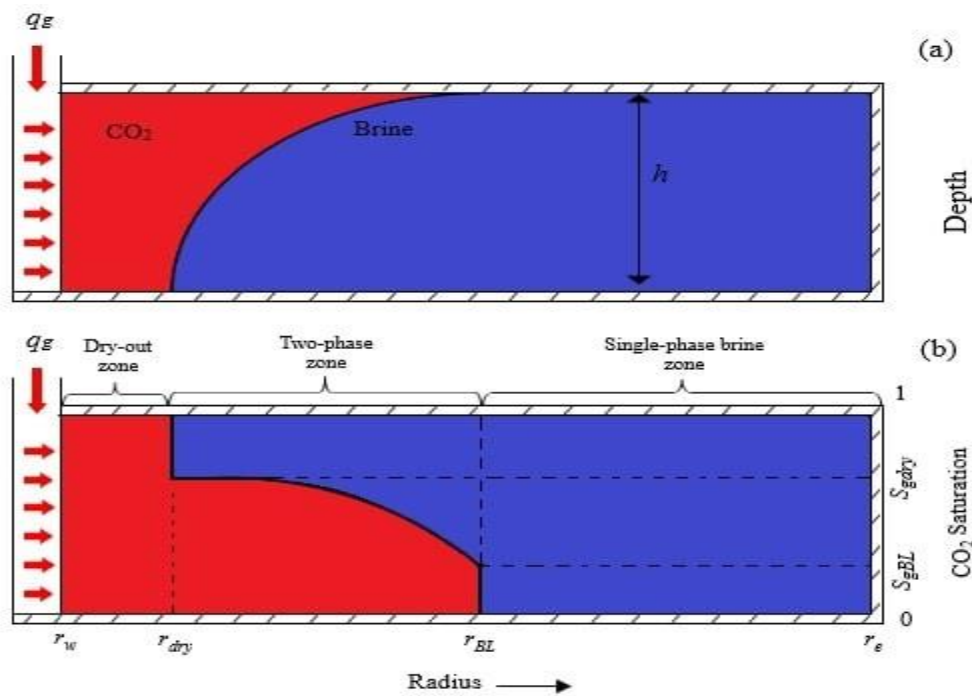 qg
(a)
CO2
Brine
h
Depth
qg
Dry-out
zone
Two-phase
zone
Single-phase brine
zone
(b)
1
Sgdry
SgBL
0
CO2 Saturation
rw
rdry
rBL
re
Radius